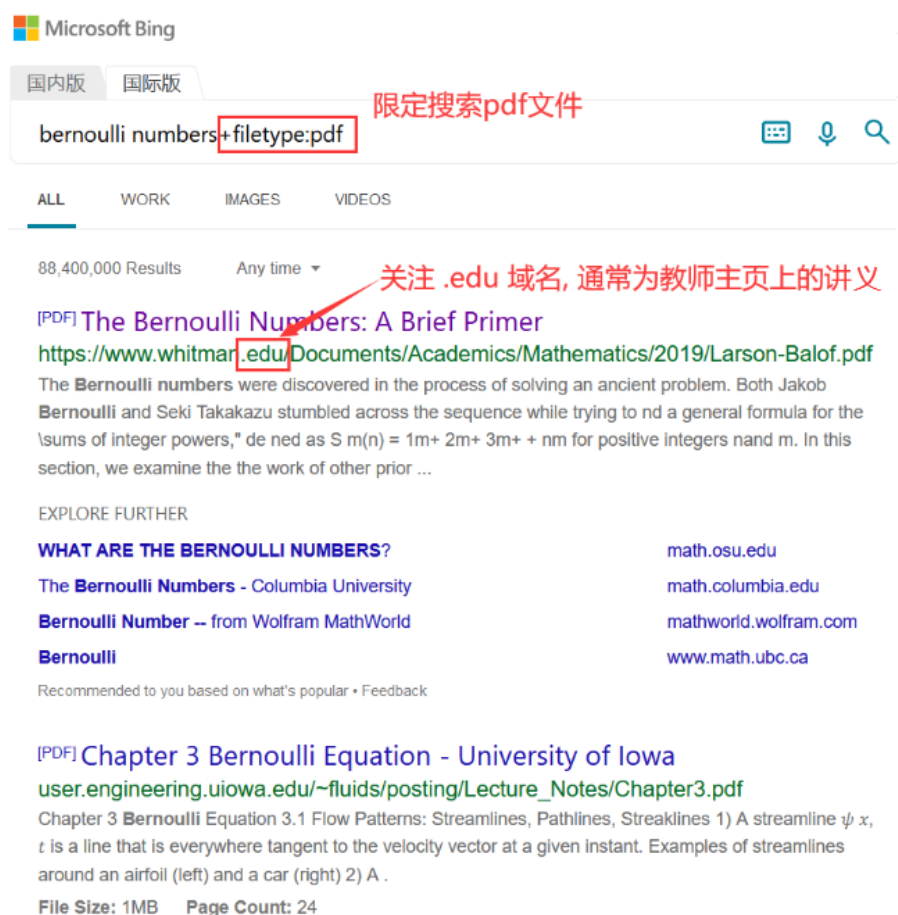 Microsoft Bing
国内版 国际版
限定搜索pdf文件
bernoulli numbers+filetype:pdf
ALL WORK IMAGES VIDEOS
88,400,000 Results Any time
关注 .edu 域名, 通常为教师主页上的讲义
[PDF] The Bernoulli Numbers: A Brief Primer
https://www.whitman.edu/Documents/Academics/Mathematics/2019/Larson-Balof.pdf
The Bernoulli numbers were discovered in the process of solving an ancient problem. Both Jakob
Bernoulli and Seki Takakazu stumbled across the sequence while trying to nd a general formula for the
\sums of integer powers," de ned as S m(n) = 1m+ 2m+ 3m+ + nm for positive integers nand m. In this
section, we examine the the work of other prior ...
EXPLORE FURTHER
WHAT ARE THE BERNOULLI NUMBERS? math.osu.edu
The Bernoulli Numbers - Columbia University math.columbia.edu
Bernoulli Number -- from Wolfram MathWorld mathworld.wolfram.com
Bernoulli www.math.ubc.ca
Recommended to you based on what's popular • Feedback
[PDF] Chapter 3 Bernoulli Equation - University of Iowa
user.engineering.uiowa.edu/~fluids/posting/Lecture_Notes/Chapter3.pdf
Chapter 3 Bernoulli Equation 3.1 Flow Patterns: Streamlines, Pathlines, Streaklines 1) A streamline 𝜓 𝑥,
𝑡 is a line that is everywhere tangent to the velocity vector at a given instant. Examples of streamlines
around an airfoil (left) and a car (right) 2) A .
File Size: 1MB Page Count: 24